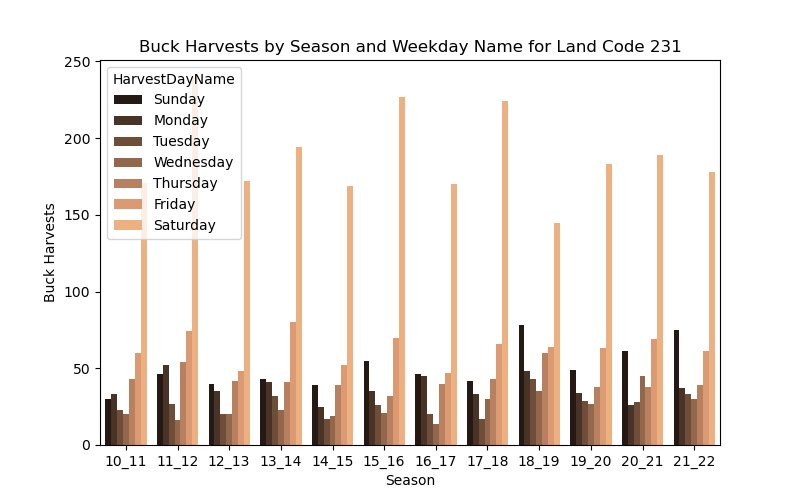 Buck Harvests by Season and Weekday Name for Land Code 231
250
200
150
100
50
0
Buck Harvests
HarvestDayName
Sunday
Monday
Tuesday
Wednesday
Thursday
Friday
Saturday
10_11 11_12 12_13 13_14 14_15 15_16 16_17 17_18 18_19 19_20 20_21 21_22
Season